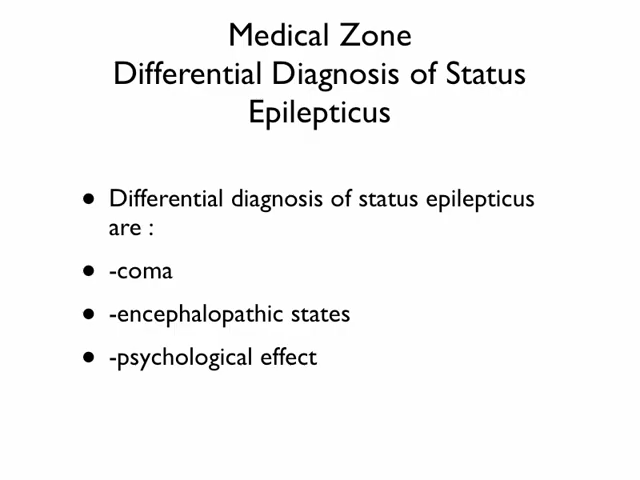 Medical Zone
Differential Diagnosis of Status
Epilepticus
• Differential diagnosis of status epilepticus
are :
• -coma
• -encephalopathic states
• -psychological effect